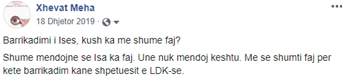 Xhevat Meha
18 Dhjetor 2019 ·
Barrikadimi i Ises, kush ka me shume faj?
Shume mendojne se Isa ka faj. Une nuk mendoj keshtu. Me se shumti faj per
kete barrikadim kane shpetuesit e LDK-se.